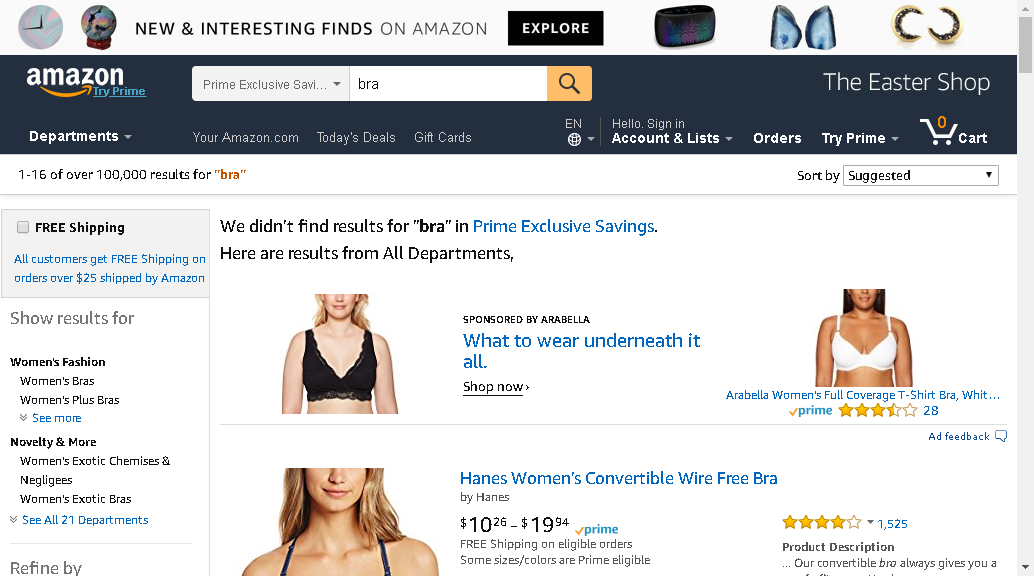 NEW & INTERESTING FINDS ON AMAZON EXPLORE
amazon
Try Prime
Prime Exclusive Savi...
bra
The Easter Shop
Departments
Your Amazon.com
Today's Deals
Gift Cards
EN
Hello. Sign in
Account & Lists
Orders
Try Prime
0
Cart
1-16 of over 100,000 results for "bra"
Sort by Suggested
FREE Shipping
All customers get FREE Shipping on
orders over $25 shipped by Amazon
Show results for
Women's Fashion
Women's Bras
Women's Plus Bras
See more
Novelty & More
Women's Exotic Chemises &
Negligees
Women's Exotic Bras
See All 21 Departments
Refine by
We didn't find results for "bra" in Prime Exclusive Savings.
Here are results from All Departments,
SPONSORED BY ARABELLA
What to wear underneath it
all.
Shop now ›
Arabella Women's Full Coverage T-Shirt Bra, Whit...
prime 28
Ad feedback
Hanes Women's Convertible Wire Free Bra
by Hanes
$10 26 - $19 94 prime
FREE Shipping on eligible orders
Some sizes/colors are Prime eligible
1,525
Product Description
... Our convertible bra always gives you a